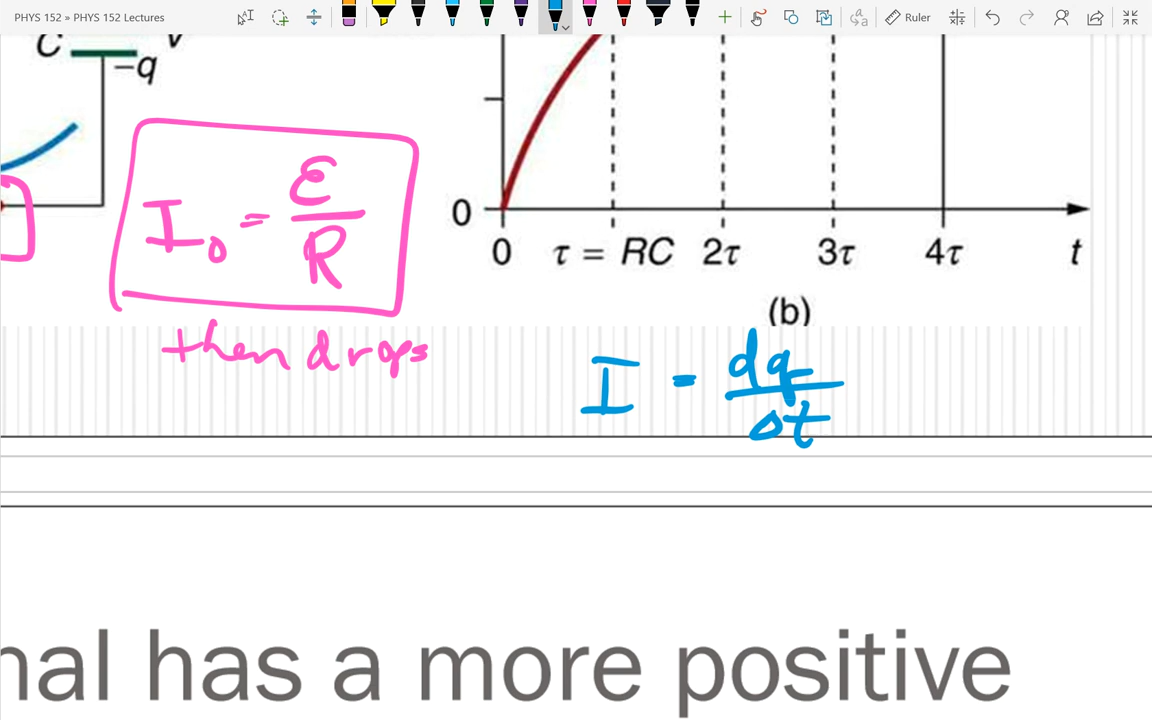 PHYS 152 » PHYS 152 Lectures
Ruler
C
V
−q
I₀ = ε/R
then drops
0
0 τ = RC 2τ 3τ 4τ t
(b)
I = dq/dt
nal has a more positive